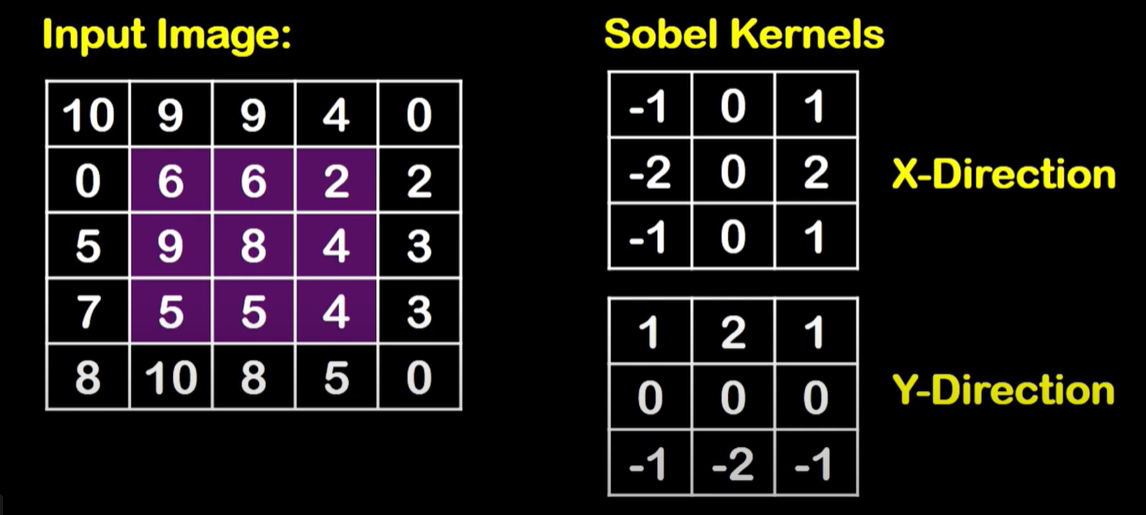 Input Image:
10 9 9 4 0
0 6 6 2 2
5 9 8 4 3
7 5 5 4 3
8 10 8 5 0
Sobel Kernels
-1 0 1
-2 0 2
-1 0 1
X-Direction
1 2 1
0 0 0
-1 -2 -1
Y-Direction